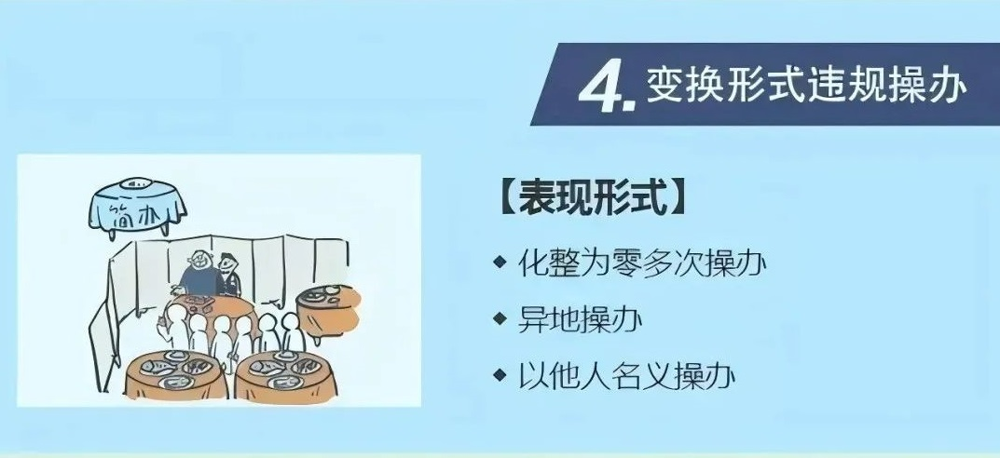 4.变换形式违规操办
简办
【表现形式】
◆ 化整为零多次操办
◆ 异地操办
◆ 以他人名义操办